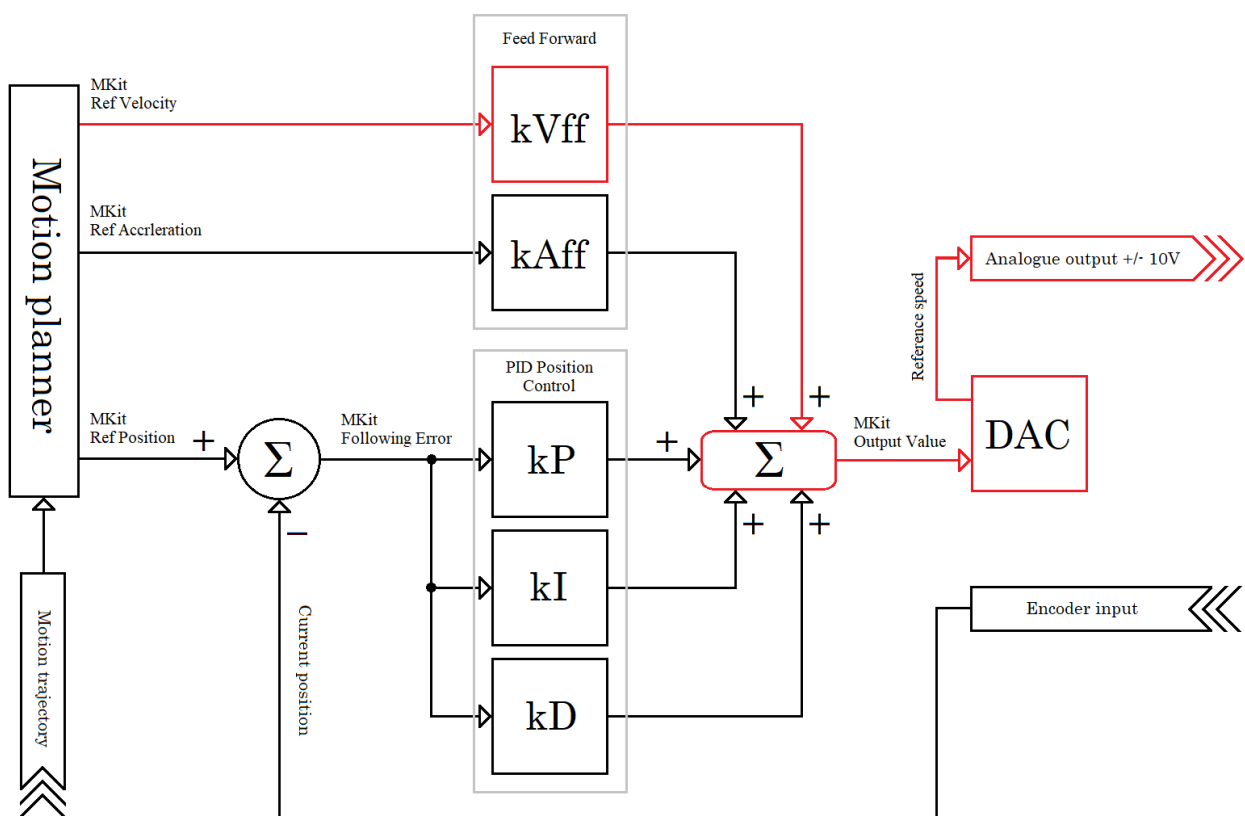 Feed Forward
MKit
Ref Velocity
kVff
Motion planner
MKit
Ref Accrleration
kAff
Analogue output +/- 10V
Reference speed
PID Position
Control
MKit
Ref Position
+
Σ
MKit
Following Error
kP
+
+
+
Σ
MKit
Output Value
DAC
−
+
+
kI
Motion trajectory
Current position
Encoder input
kD